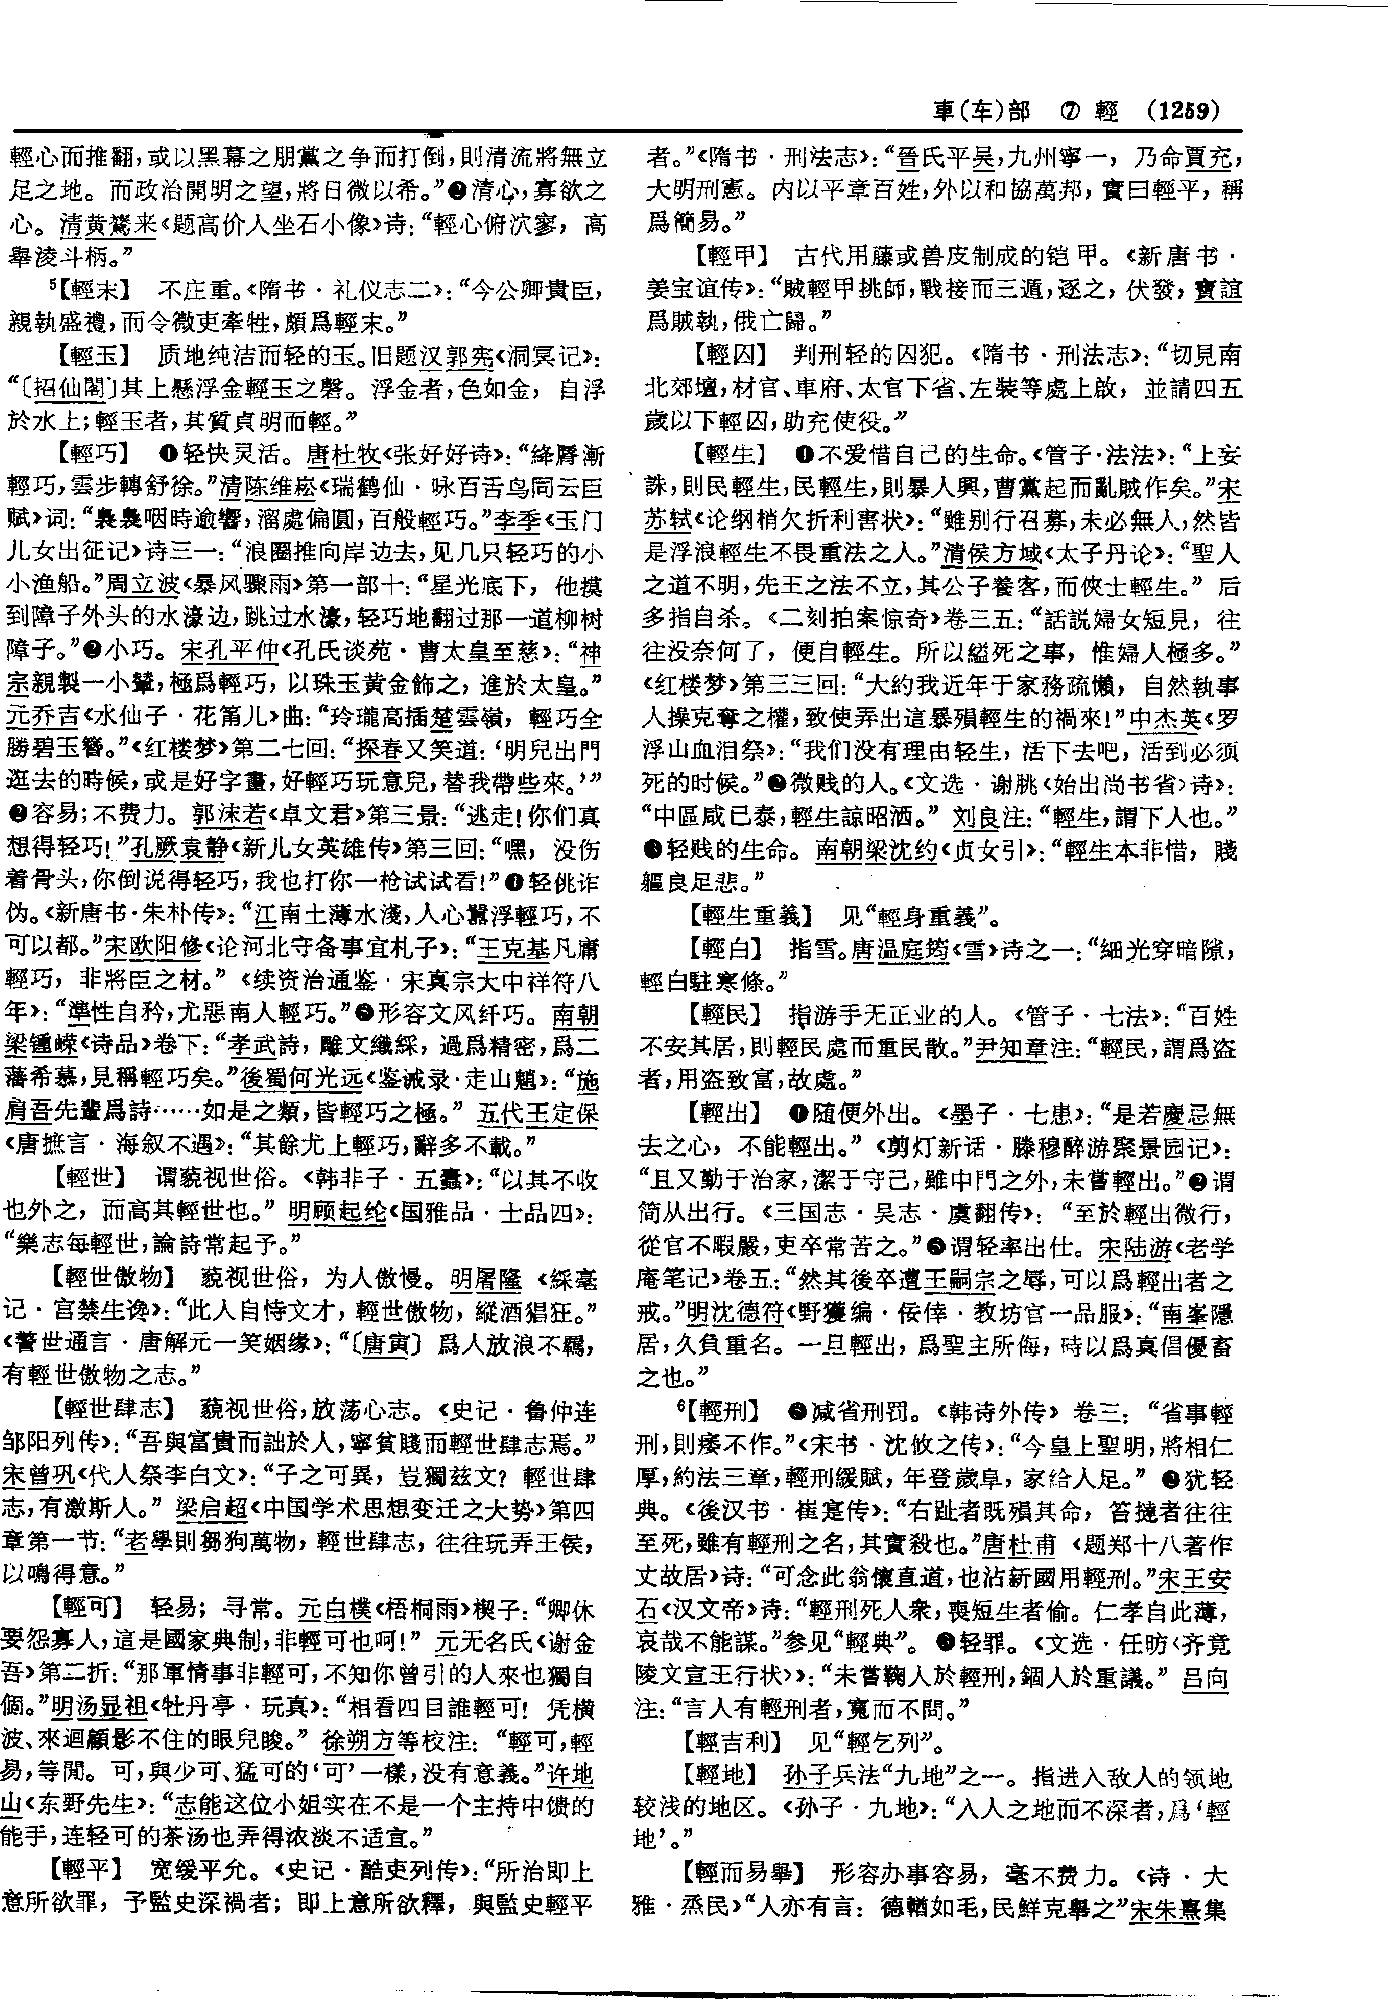 車(车)部　⑦　輕　(1259)
輕心而推翻，或以黑幕之朋黨之争而打倒，則清流將無立
足之地。而政治開明之望，將日微以希。”❷清心，寡欲之
心。清黄鷟来《题高价人坐石小像》诗：“輕心俯泬寥，高
舉淩斗柄。”
⁵【輕末】　不庄重。《隋书·礼仪志二》：“今公卿貴臣，
親執盛禮，而令微吏牽牲，頗爲輕末。”
【輕玉】　质地纯洁而轻的玉。旧题汉郭宪《洞冥记》：
“〔招仙閣〕其上懸浮金輕玉之磬。浮金者，色如金，自浮
於水上；輕玉者，其質貞明而輕。”
【輕巧】　❶轻快灵活。唐杜牧《张好好诗》：“绛脣漸
輕巧，雲步轉舒徐。”清陈维崧《瑞鹤仙·咏百舌鸟同云臣
赋》词：“裊裊咽時逾響，溜處偏圓，百般輕巧。”李季《玉门
儿女出征记》诗三一：“浪圈推向岸边去，见几只轻巧的小
小渔船。”周立波《暴风骤雨》第一部十：“星光底下，他摸
到障子外头的水濠边，跳过水濠，轻巧地翻过那一道柳树
障子。”❷小巧。宋孔平仲《孔氏谈苑·曹太皇至慈》：“神
宗親製一小輦，極爲輕巧，以珠玉黄金飾之，進於太皇。”
元乔吉《水仙子·花筩儿》曲：“玲瓏高插楚雲嶺，輕巧全
勝碧玉簪。”《红楼梦》第二七回：“探春又笑道：‘明兒出門
逛去的時候，或是好字畫，好輕巧玩意兒，替我帶些來。’”
❸容易；不费力。郭沫若《卓文君》第三景：“逃走！你们真
想得轻巧！”孔厥袁静《新儿女英雄传》第三回：“嘿，没伤
着骨头，你倒说得轻巧，我也打你一枪试试看！”❹轻佻诈
伪。《新唐书·朱朴传》：“江南土薄水淺，人心囂浮輕巧，不
可以都。”宋欧阳修《论河北守备事宜札子》：“王克基凡庸
輕巧，非將臣之材。”《续资治通鉴·宋真宗大中祥符八
年》：“準性自矜，尤惡南人輕巧。”❺形容文风纤巧。南朝
梁锺嵘《诗品》卷下：“孝武詩，雕文織綵，過爲精密，爲二
藩希慕，見稱輕巧矣。”後蜀何光远《鉴诫录·走山魈》：“施
肩吾先輩爲詩……如是之類，皆輕巧之極。”五代王定保
《唐摭言·海叙不遇》：“其餘尤上輕巧，辭多不載。”
【輕世】　谓藐视世俗。《韩非子·五蠹》：“以其不收
也外之，而高其輕世也。”明顾起纶《国雅品·士品四》：
“樂志每輕世，論詩常起予。”
【輕世傲物】　藐视世俗，为人傲慢。明屠隆《綵毫
记·宫禁生谗》：“此人自恃文才，輕世傲物，縱酒猖狂。”
《警世通言·唐解元一笑姻缘》：“〔唐寅〕爲人放浪不羈，
有輕世傲物之志。”
【輕世肆志】　藐视世俗，放荡心志。《史记·鲁仲连
邹阳列传》：“吾與富貴而詘於人，寧貧賤而輕世肆志焉。”
宋曾巩《代人祭李白文》：“子之可異，豈獨兹文？輕世肆
志，有激斯人。”梁启超《中国学术思想变迁之大势》第四
章第一节：“老學則芻狗萬物，輕世肆志，往往玩弄王侯，
以鳴得意。”
【輕可】　轻易；寻常。元白樸《梧桐雨》楔子：“卿休
要怨寡人，這是國家典制，非輕可也呵！”元无名氏《谢金
吾》第二折：“那軍情事非輕可，不知你曾引的人來也獨自
個。”明汤显祖《牡丹亭·玩真》：“相看四目誰輕可！凭横
波、來迴顧影不住的眼兒睃。”徐朔方等校注：“輕可，輕
易，等閒。可，與少可、猛可的‘可’一樣，没有意義。”许地
山《东野先生》：“志能这位小姐实在不是一个主持中馈的
能手，连轻可的茶汤也弄得浓淡不适宜。”
【輕平】　宽缓平允。《史记·酷吏列传》：“所治即上
意所欲罪，予監史深禍者；即上意所欲釋，與監史輕平
者。”《隋书·刑法志》：“晉氏平吴，九州寧一，乃命賈充，
大明刑憲。内以平章百姓，外以和協萬邦，實曰輕平，稱
爲簡易。”
【輕甲】　古代用藤或兽皮制成的铠甲。《新唐书·
姜宝谊传》：“賊輕甲挑師，戰接而三遁，逐之，伏發，寶誼
爲賊執，俄亡歸。”
【輕囚】　判刑轻的囚犯。《隋书·刑法志》：“切見南
北郊壇，材官、車府、太官下省、左裝等處上啟，並請四五
歲以下輕囚，助充使役。”
【輕生】　❶不爱惜自己的生命。《管子·法法》：“上妄
誅，則民輕生，民輕生，則暴人興，曹黨起而亂賊作矣。”宋
苏轼《论纲梢欠折利害状》：“雖别行召募，未必無人，然皆
是浮浪輕生不畏重法之人。”清侯方域《太子丹论》：“聖人
之道不明，先王之法不立，其公子養客，而俠士輕生。”后
多指自杀。《二刻拍案惊奇》卷三五：“話説婦女短見，往
往没奈何了，便自輕生。所以縊死之事，惟婦人極多。”
《红楼梦》第三三回：“大約我近年于家務疏懶，自然執事
人操克奪之權，致使弄出這暴殞輕生的禍來！”中杰英《罗
浮山血泪祭》：“我们没有理由轻生，活下去吧，活到必须
死的时候。”❷微贱的人。《文选·谢朓〈始出尚书省〉诗》：
“中區咸已泰，輕生諒昭洒。”刘良注：“輕生，謂下人也。”
❸轻贱的生命。南朝梁沈约《贞女引》：“輕生本非惜，賤
軀良足悲。”
【輕生重義】　见“輕身重義”。
【輕白】　指雪。唐温庭筠《雪》诗之一：“細光穿暗隙，
輕白駐寒條。”
【輕民】　指游手无正业的人。《管子·七法》：“百姓
不安其居，則輕民處而重民散。”尹知章注：“輕民，謂爲盗
者，用盗致富，故處。”
【輕出】　❶随便外出。《墨子·七患》：“是若慶忌無
去之心，不能輕出。”《剪灯新话·滕穆醉游聚景园记》：
“且又勤于治家，潔于守己，雖中門之外，未嘗輕出。”❷谓
简从出行。《三国志·吴志·虞翻传》：“至於輕出微行，
從官不暇嚴，吏卒常苦之。”❸谓轻率出仕。宋陆游《老学
庵笔记》卷五：“然其後卒遭王嗣宗之辱，可以爲輕出者之
戒。”明沈德符《野獲编·佞倖·教坊官一品服》：“南峯隱
居，久負重名。一旦輕出，爲聖主所侮，時以爲真倡優畜
之也。”
⁶【輕刑】　❶减省刑罚。《韩诗外传》卷三：“省事輕
刑，則痿不作。”《宋书·沈攸之传》：“今皇上聖明，將相仁
厚，約法三章，輕刑緩賦，年登歲阜，家给人足。”❷犹轻
典。《後汉书·崔寔传》：“右趾者既殞其命，笞撻者往往
至死，雖有輕刑之名，其實殺也。”唐杜甫《题郑十八著作
丈故居》诗：“可念此翁懷直道，也沾新國用輕刑。”宋王安
石《汉文帝》诗：“輕刑死人衆，喪短生者偷。仁孝自此薄，
哀哉不能謀。”参见“輕典”。❸轻罪。《文选·任昉〈齐竟
陵文宣王行状〉》：“未嘗鞠人於輕刑，錮人於重議。”吕向
注：“言人有輕刑者，寬而不問。”
【輕吉利】　见“輕乞列”。
【輕地】　孙子兵法“九地”之一。指进入敌人的领地
较浅的地区。《孙子·九地》：“入人之地而不深者，爲‘輕
地’。”
【輕而易舉】　形容办事容易，毫不费力。《诗·大
雅·烝民》“人亦有言：德輶如毛，民鮮克舉之”宋朱熹集